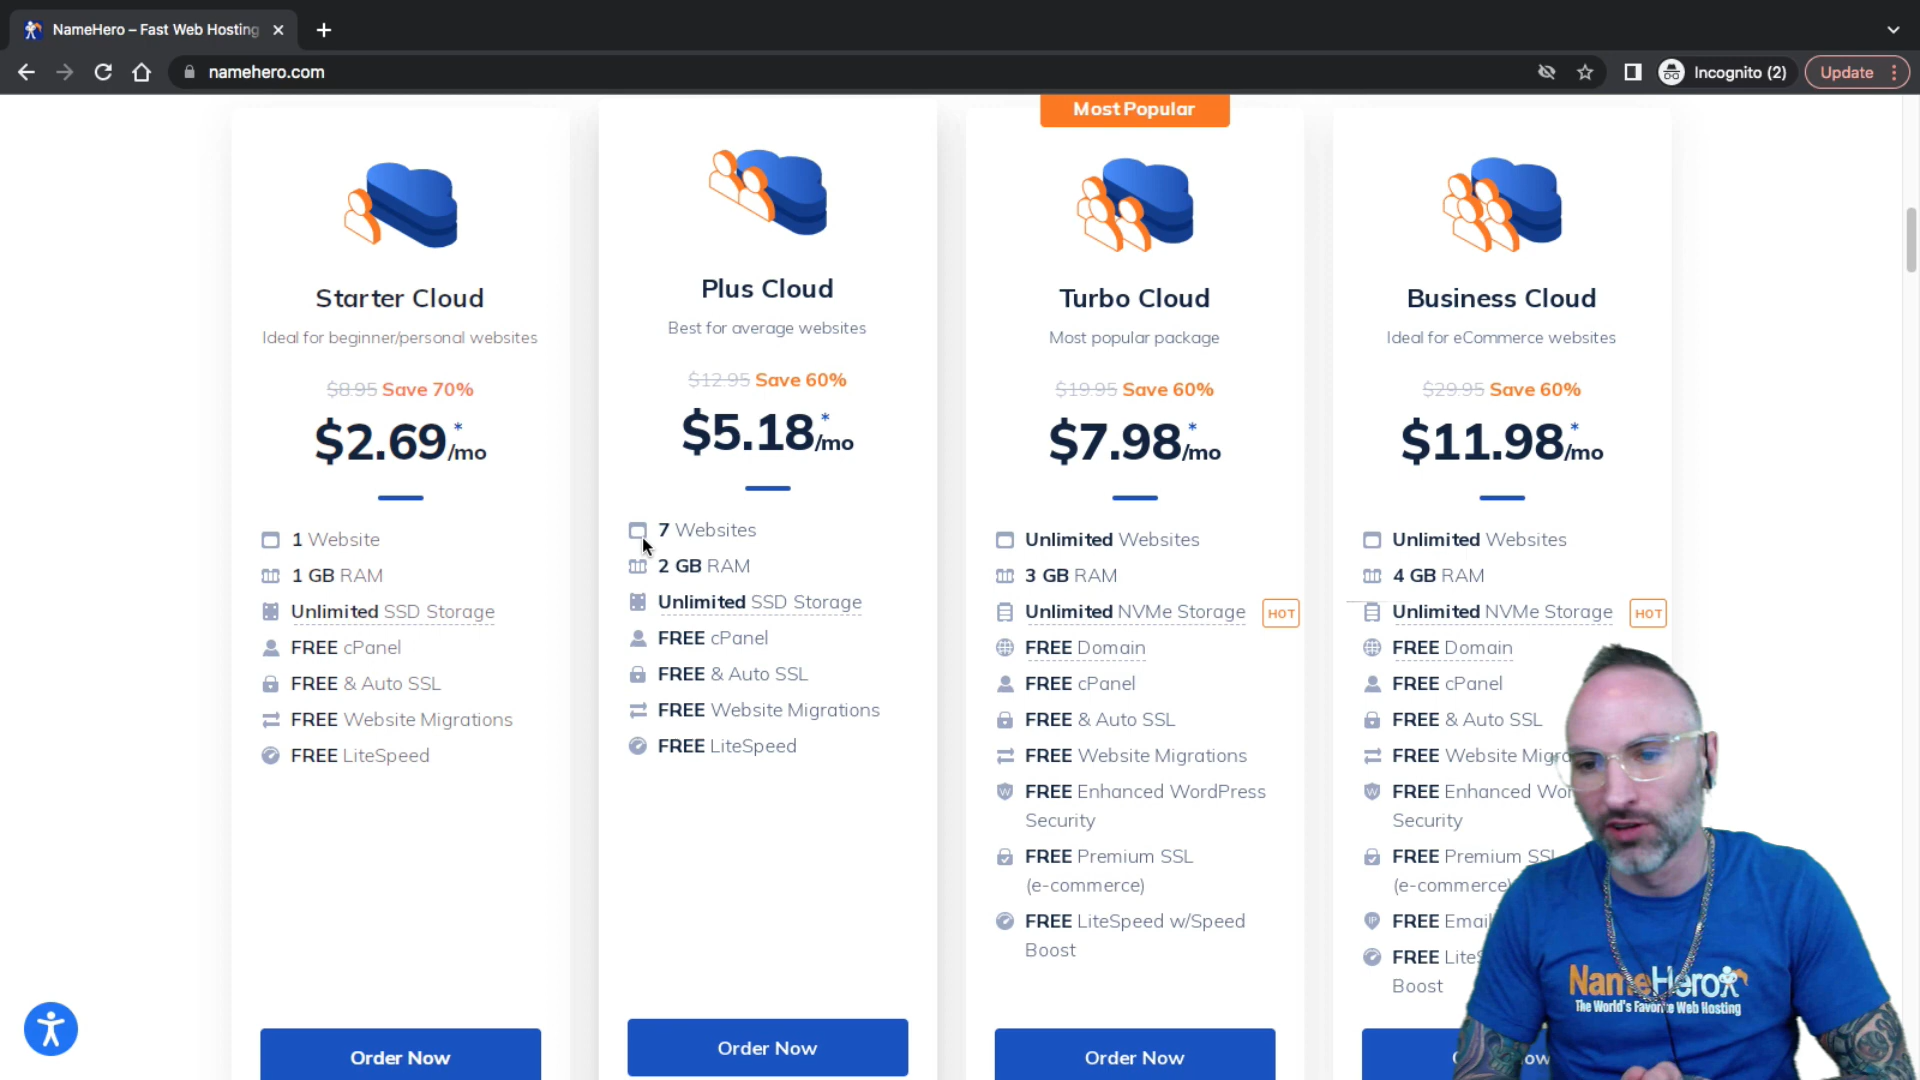 NameHero – Fast Web Hosting
namehero.com
Incognito (2)
Update
Most Popular
Starter Cloud
Ideal for beginner/personal websites
$8.95 Save 70%
$2.69*/mo
1 Website
1 GB RAM
Unlimited SSD Storage
FREE cPanel
FREE & Auto SSL
FREE Website Migrations
FREE LiteSpeed
Order Now
Plus Cloud
Best for average websites
$12.95 Save 60%
$5.18*/mo
7 Websites
2 GB RAM
Unlimited SSD Storage
FREE cPanel
FREE & Auto SSL
FREE Website Migrations
FREE LiteSpeed
Order Now
Turbo Cloud
Most popular package
$19.95 Save 60%
$7.98*/mo
Unlimited Websites
3 GB RAM
Unlimited NVMe Storage HOT
FREE Domain
FREE cPanel
FREE & Auto SSL
FREE Website Migrations
FREE Enhanced WordPress
Security
FREE Premium SSL
(e-commerce)
FREE LiteSpeed w/Speed
Boost
Order Now
Business Cloud
Ideal for eCommerce websites
$29.95 Save 60%
$11.98*/mo
Unlimited Websites
4 GB RAM
Unlimited NVMe Storage HOT
FREE Domain
FREE cPanel
FREE & Auto SSL
FREE Website
FREE Enhanced
Security
FREE Premium SSL
(e-commerce)
FREE
FREE
Boost
NameHero
The World's Favorite Web Hosting